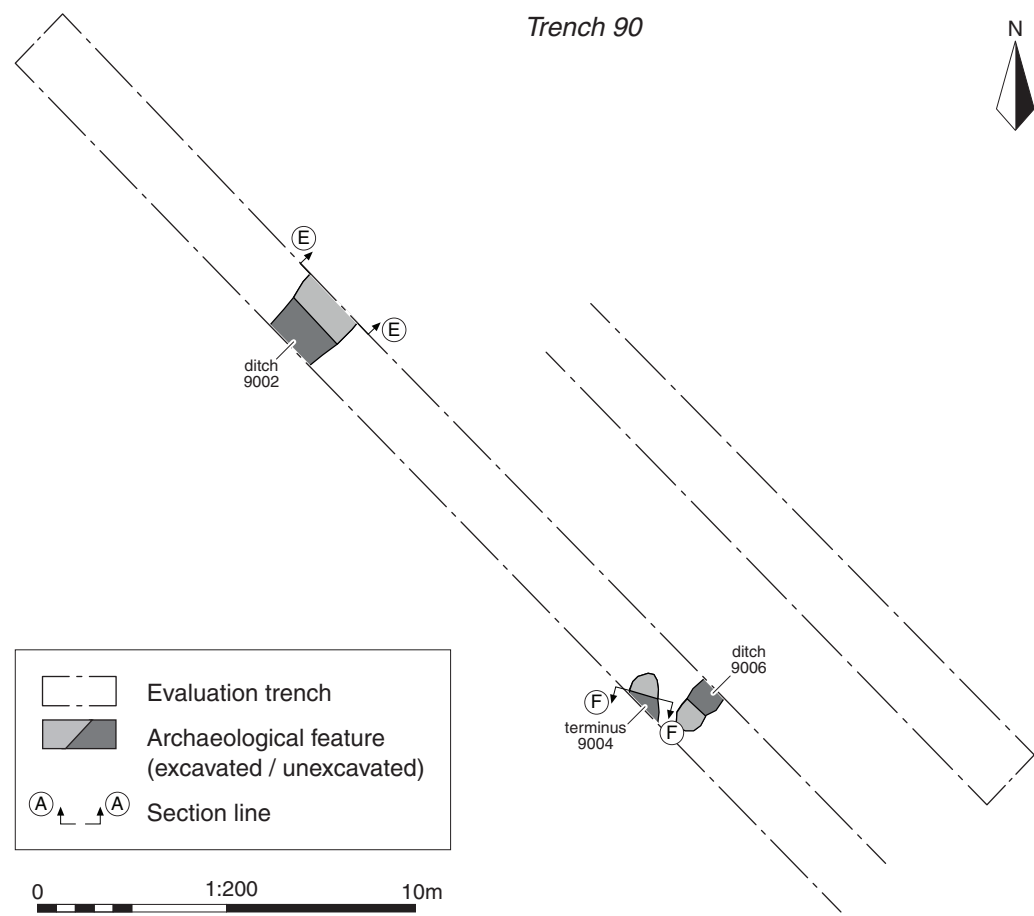 Trench 90
N
E
E
ditch
9002
ditch
9006
F
terminus
9004
F
Evaluation trench
Archaeological feature
(excavated / unexcavated)
A A Section line
0 1:200 10m